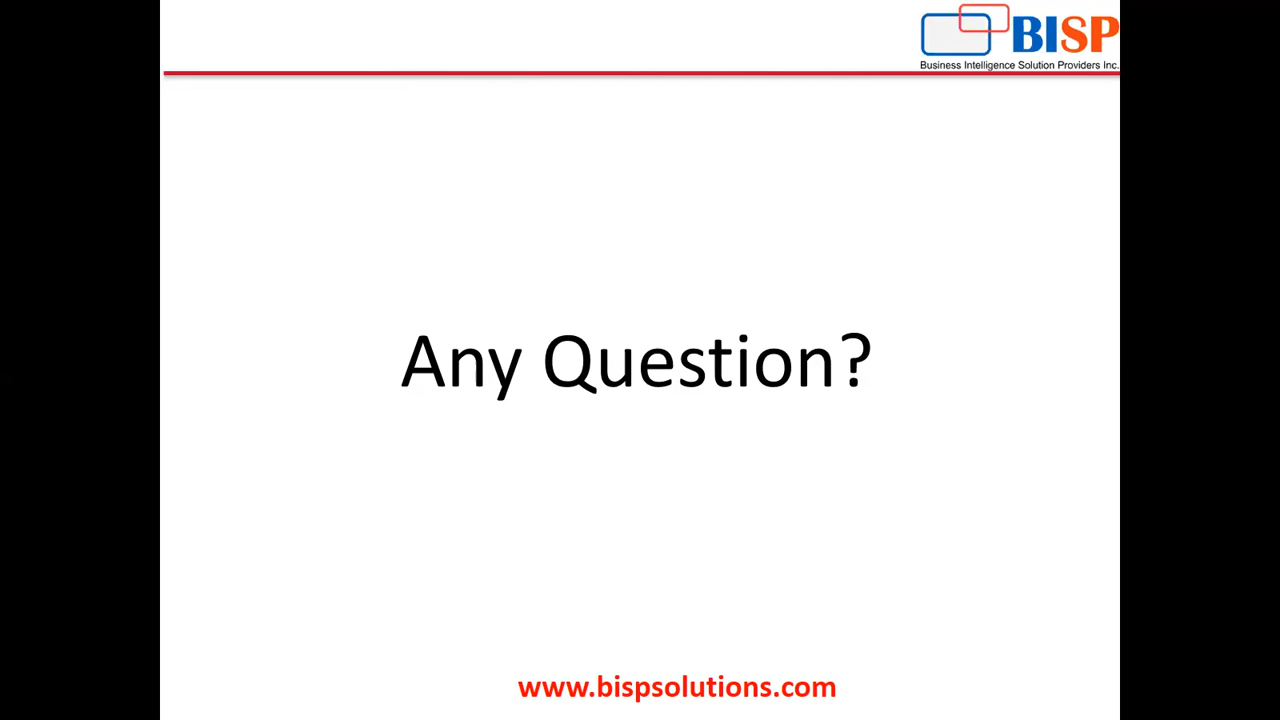 BISP
Business Intelligence Solution Providers Inc.
Any Question?
www.bispsolutions.com